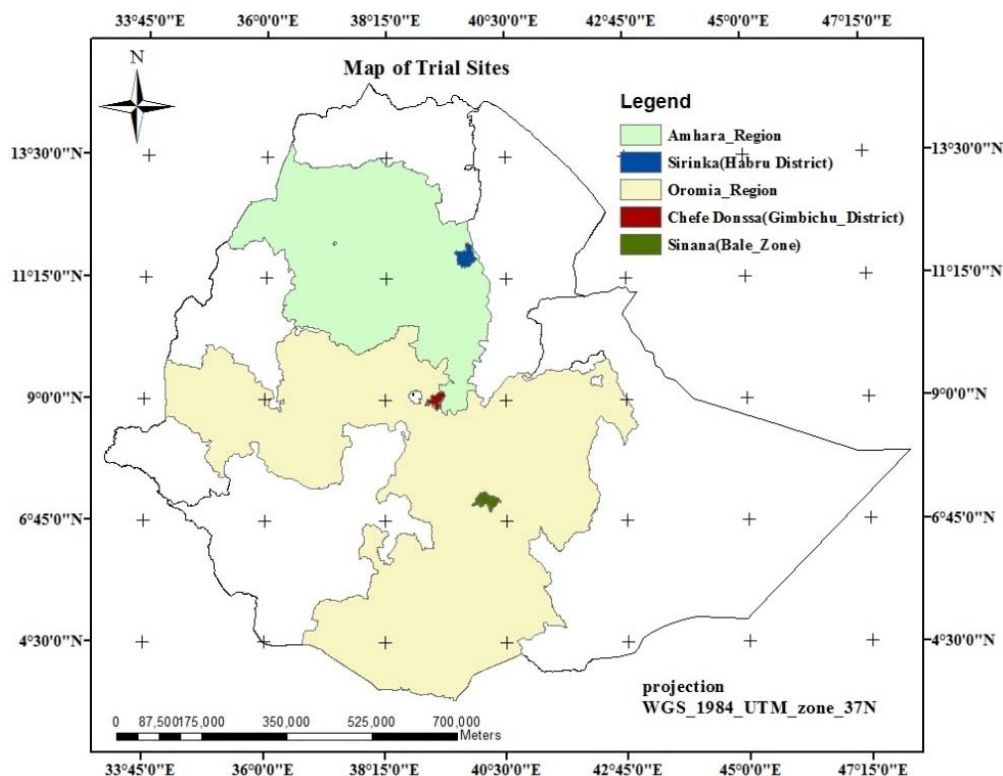 33°45'0"E 36°0'0"E 38°15'0"E 40°30'0"E 42°45'0"E 45°0'0"E 47°15'0"E
N
Map of Trial Sites
Legend
Amhara_Region
Sirinka(Habru District)
Oromia_Region
Chefe Donssa(Gimbichu_District)
Sinana(Bale_Zone)
13°30'0"N 13°30'0"N
11°15'0"N 11°15'0"N
9°0'0"N 9°0'0"N
6°45'0"N 6°45'0"N
4°30'0"N 4°30'0"N
projection
WGS_1984_UTM_zone_37N
0 87,500175,000 350,000 525,000 700,000
Meters
33°45'0"E 36°0'0"E 38°15'0"E 40°30'0"E 42°45'0"E 45°0'0"E 47°15'0"E